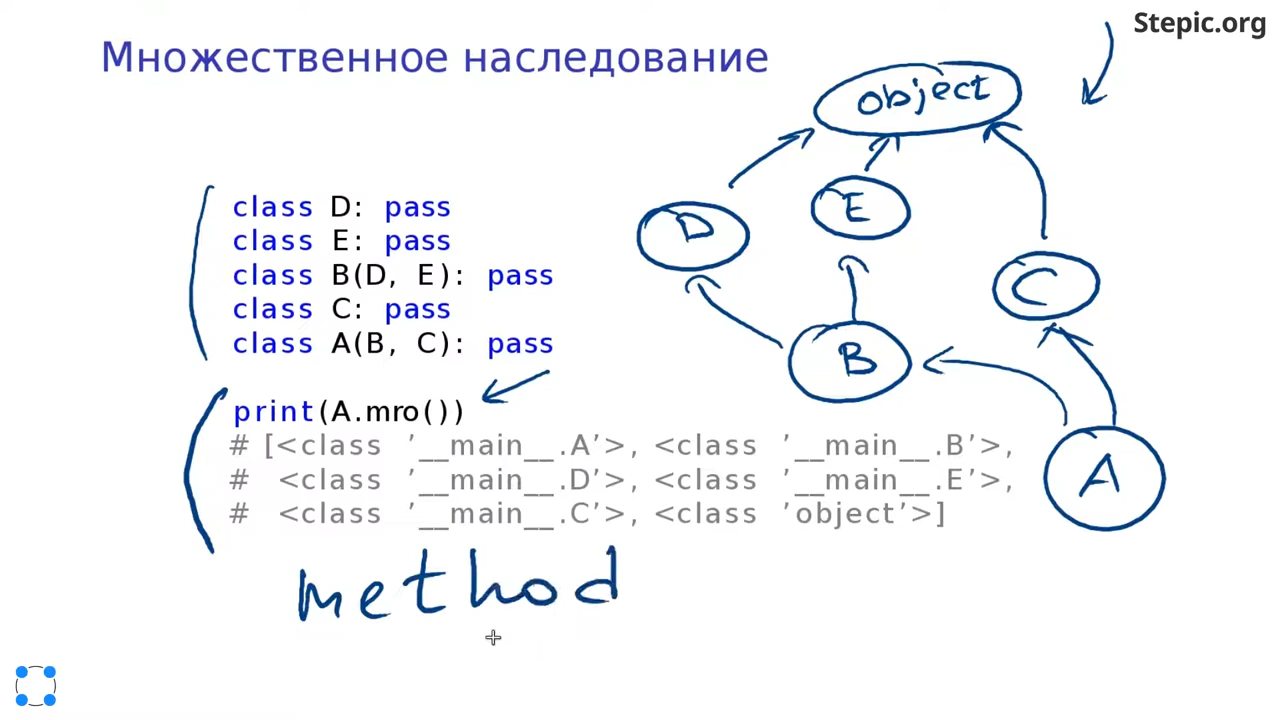 Stepic.org
Множественное наследование
object
class D: pass
class E: pass
class B(D, E): pass
class C: pass
class A(B, C): pass
D
E
C
B
A
print(A.mro())
# [<class ’__main__.A’>, <class ’__main__.B’>,
#  <class ’__main__.D’>, <class ’__main__.E’>,
#  <class ’__main__.C’>, <class ’object’>]
method